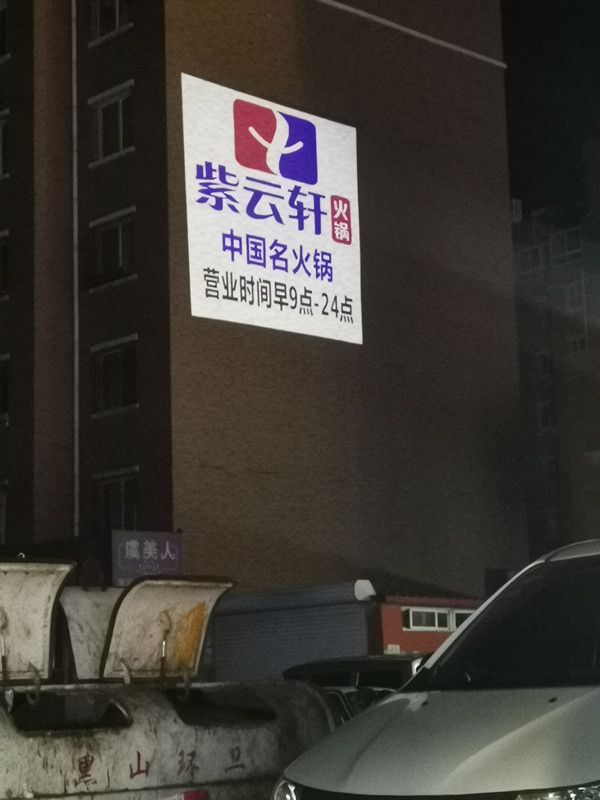 紫云轩
火锅
中国名火锅
营业时间早9点-24点
虞美人
黑山环卫